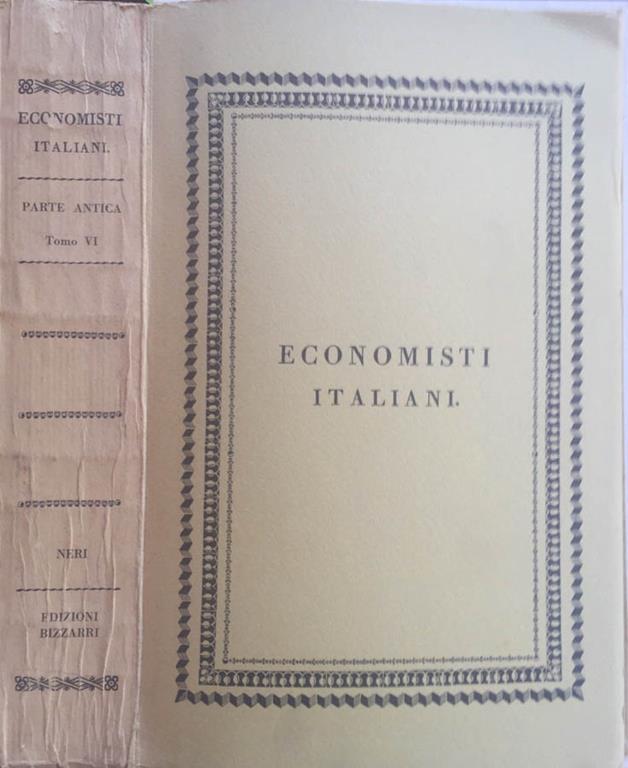 ECONOMISTI
ITALIANI.
PARTE ANTICA
Tomo VI
NERI
EDIZIONI
BIZZARRI
ECONOMISTI
ITALIANI.